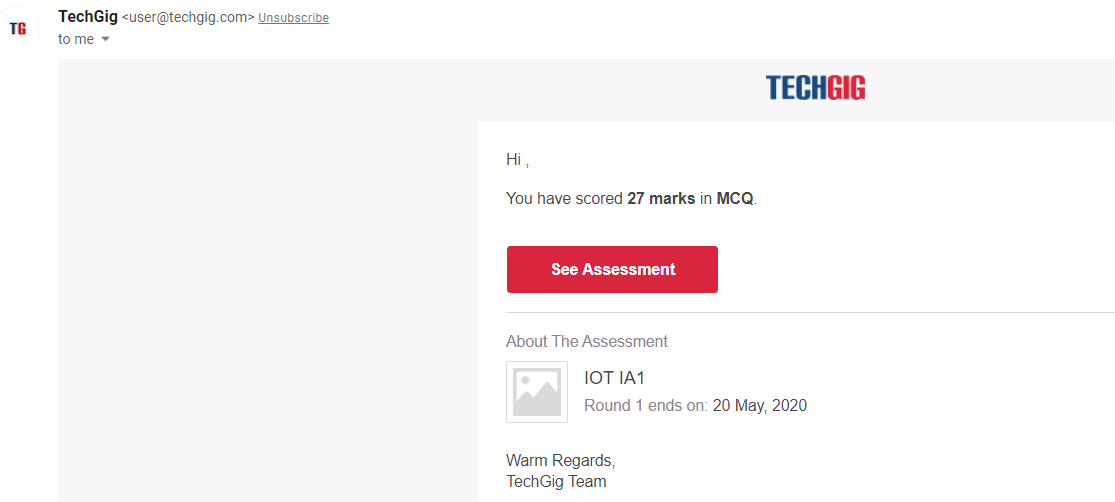 TG
TechGig <user@techgig.com> Unsubscribe
to me
TECHGIG
Hi ,
You have scored 27 marks in MCQ.
See Assessment
About The Assessment
IOT IA1
Round 1 ends on: 20 May, 2020
Warm Regards,
TechGig Team